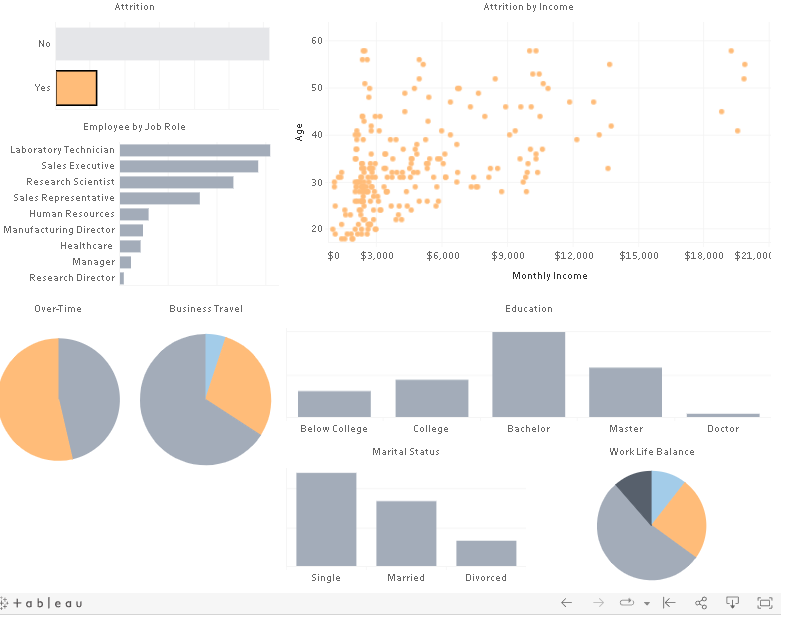 Attrition
No
Yes
Employee by Job Role
Laboratory Technician
Sales Executive
Research Scientist
Sales Representative
Human Resources
Manufacturing Director
Healthcare
Manager
Research Director
Attrition by Income
60
50
40
30
20
Age
$0 $3,000 $6,000 $9,000 $12,000 $15,000 $18,000 $21,000
Monthly Income
Over-Time
Business Travel
Education
Below College College Bachelor Master Doctor
Marital Status
Single Married Divorced
Work Life Balance
+ableau